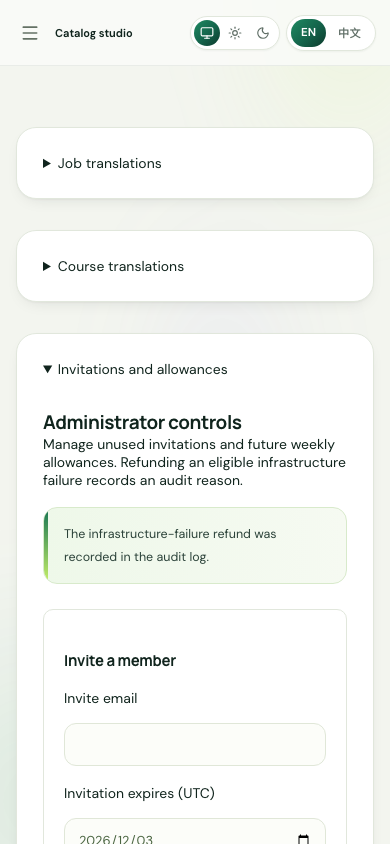 Catalog studio
EN
中文
Job translations
Course translations
Invitations and allowances
Administrator controls
Manage unused invitations and future weekly
allowances. Refunding an eligible infrastructure
failure records an audit reason.
The infrastructure-failure refund was
recorded in the audit log.
Invite a member
Invite email
Invitation expires (UTC)
2026/12/03